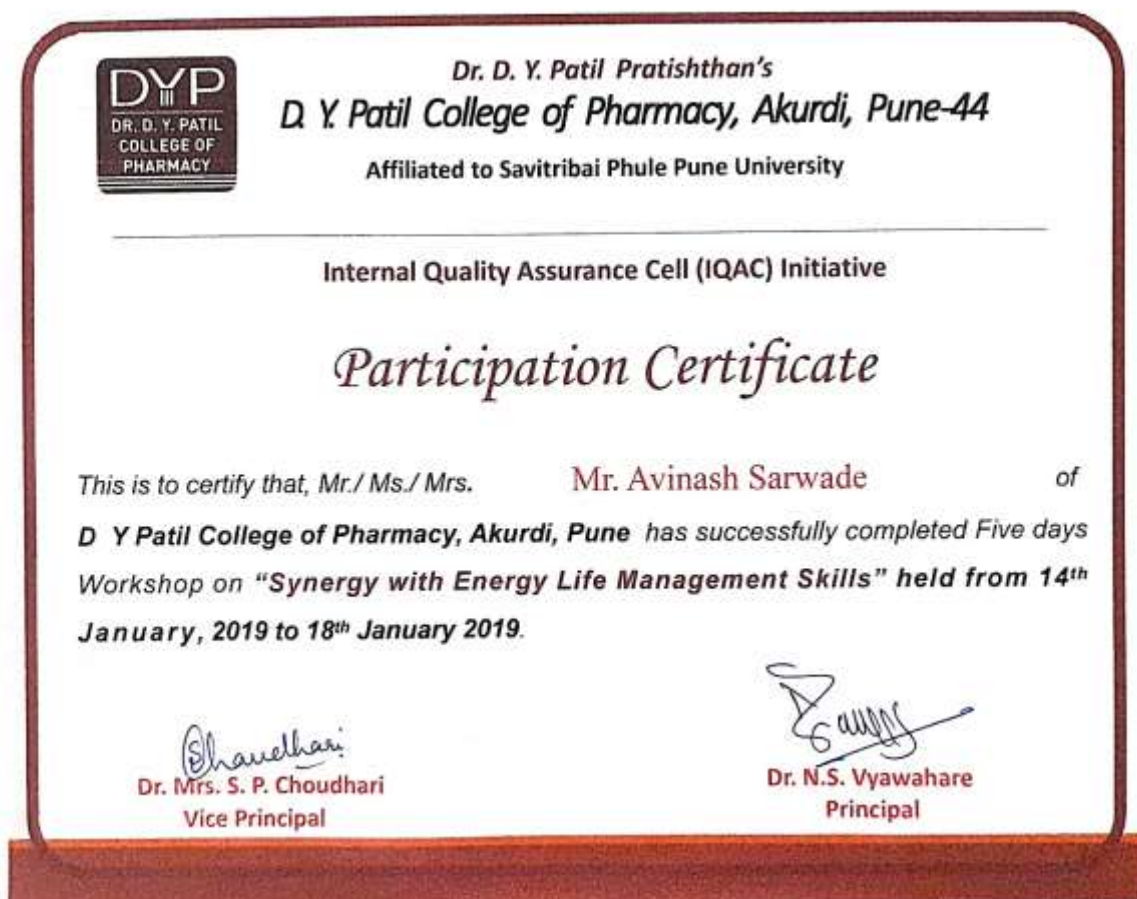 DYP
DR. D. Y. PATIL
COLLEGE OF
PHARMACY
Dr. D. Y. Patil Pratishthan's
D. Y. Patil College of Pharmacy, Akurdi, Pune-44
Affiliated to Savitribai Phule Pune University
Internal Quality Assurance Cell (IQAC) Initiative
Participation Certificate
This is to certify that, Mr./ Ms./ Mrs. Mr. Avinash Sarwade of
D Y Patil College of Pharmacy, Akurdi, Pune has successfully completed Five days
Workshop on "Synergy with Energy Life Management Skills" held from 14th
January, 2019 to 18th January 2019.
Dr. Mrs. S. P. Choudhari
Vice Principal
Dr. N.S. Vyawahare
Principal